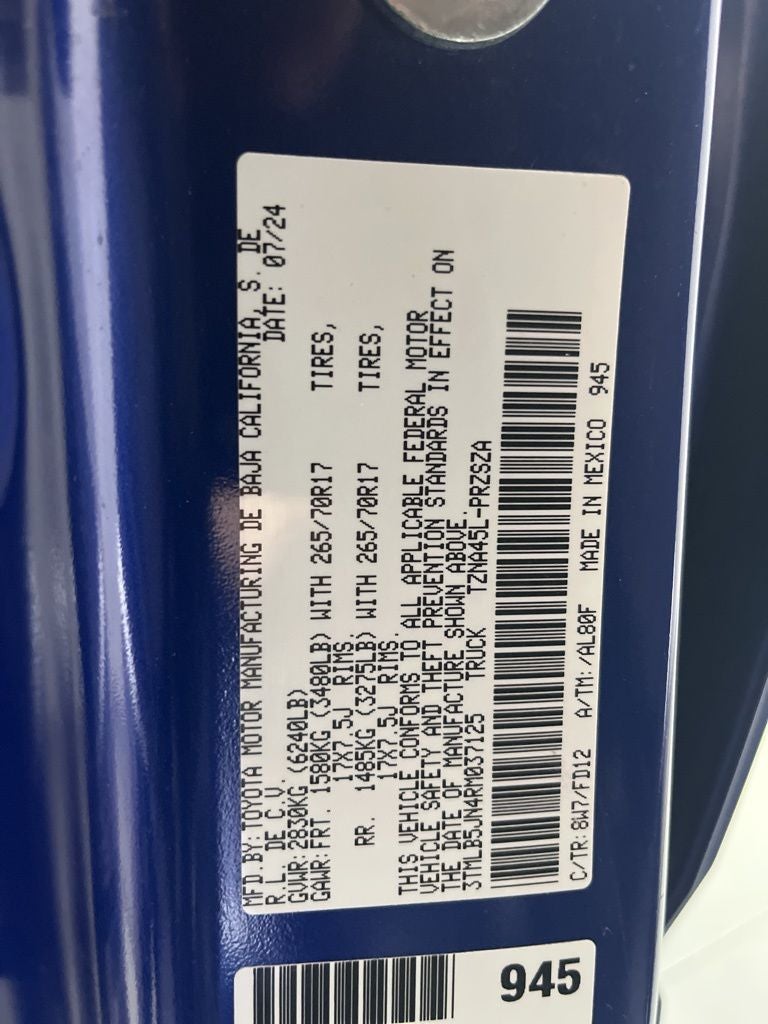 MFD.BY:TOYOTA MOTOR MANUFACTURING DE BAJA CALIFORNIA, S. DE
R.L. DE C.V. DATE: 07/24
GVWR:2830KG (6240LB)
GAWR:FRT. 1580KG (3480LB) WITH 265/70R17 TIRES,
17X7.5J RIMS.
RR. 1485KG (3275LB) WITH 265/70R17 TIRES,
17X7.5J RIMS.
THIS VEHICLE CONFORMS TO ALL APPLICABLE FEDERAL MOTOR
VEHICLE SAFETY AND THEFT PREVENTION STANDARDS IN EFFECT ON
THE DATE OF MANUFACTURE SHOWN ABOVE.
3TMLB5JN4RM037125 TRUCK TZNA45L-PRZSZA
C/TR:8W7/FD12 A/TM:/AL80F MADE IN MEXICO 945
945